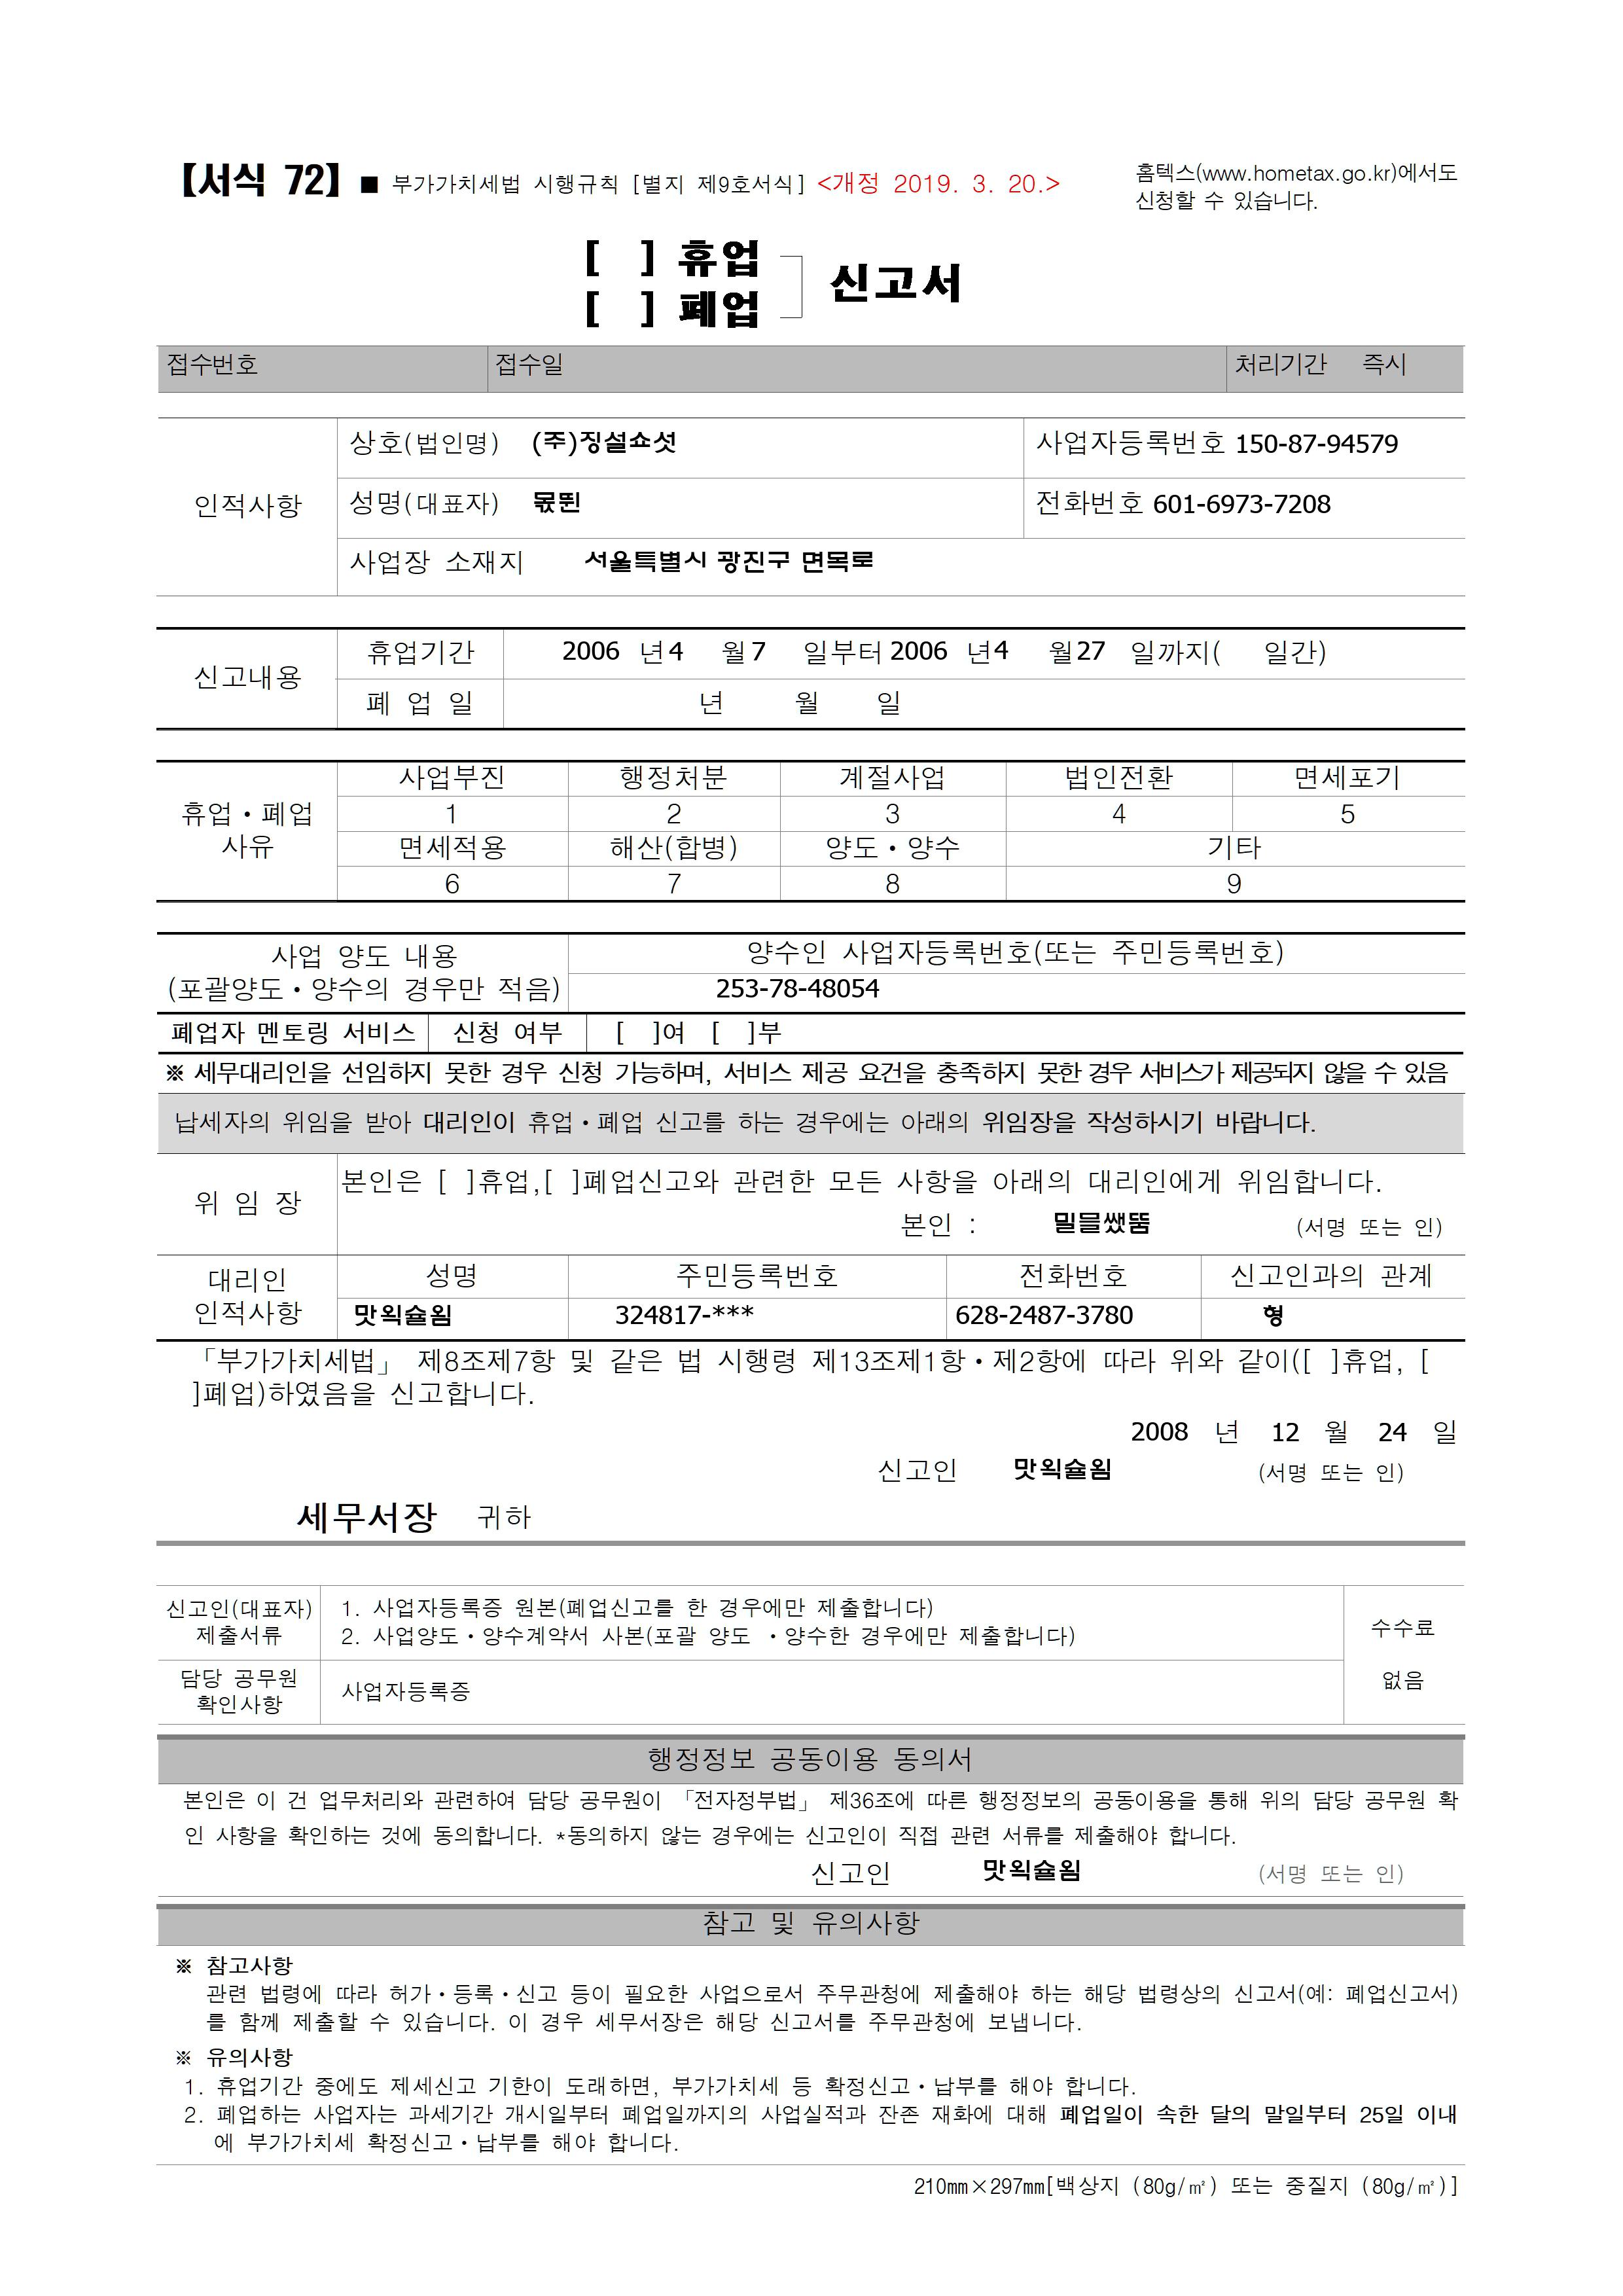 【서식 72】 ■ 부가가치세법 시행규칙 [별지 제9호서식] <개정 2019. 3. 20.>
홈텍스(www.hometax.go.kr)에서도
신청할 수 있습니다.
[ ] 휴업
[ ] 폐업
신고서
접수번호 접수일 처리기간 즉시
인적사항
상호(법인명) (주)징설쇼섯 사업자등록번호 150-87-94579
성명(대표자) 몫뛴 전화번호 601-6973-7208
사업장 소재지 서울특별시 광진구 면목로
신고내용
휴업기간 2006 년4 월7 일부터 2006 년4 월27 일까지( 일간)
폐 업 일 년 월 일
휴업·폐업
사유
사업부진 행정처분 계절사업 법인전환 면세포기
1 2 3 4 5
면세적용 해산(합병) 양도·양수 기타
6 7 8 9
사업 양도 내용
(포괄양도·양수의 경우만 적음)
양수인 사업자등록번호(또는 주민등록번호)
253-78-48054
폐업자 멘토링 서비스 신청 여부 [ ]여 [ ]부
※ 세무대리인을 선임하지 못한 경우 신청 가능하며, 서비스 제공 요건을 충족하지 못한 경우 서비스가 제공되지 않을 수 있음
납세자의 위임을 받아 대리인이 휴업·폐업 신고를 하는 경우에는 아래의 위임장을 작성하시기 바랍니다.
위 임 장
본인은 [ ]휴업,[ ]폐업신고와 관련한 모든 사항을 아래의 대리인에게 위임합니다.
본인 : 밀믈쌨뚬 (서명 또는 인)
대리인
인적사항
성명 주민등록번호 전화번호 신고인과의 관계
맛왹슐욈 324817-*** 628-2487-3780 형
「부가가치세법」 제8조제7항 및 같은 법 시행령 제13조제1항·제2항에 따라 위와 같이([ ]휴업, [
]폐업)하였음을 신고합니다.
2008 년 12 월 24 일
신고인 맛왹슐욈 (서명 또는 인)
세무서장 귀하
신고인(대표자)
제출서류
1. 사업자등록증 원본(폐업신고를 한 경우에만 제출합니다)
2. 사업양도·양수계약서 사본(포괄 양도 ·양수한 경우에만 제출합니다)
수수료
없음
담당 공무원
확인사항
사업자등록증
행정정보 공동이용 동의서
본인은 이 건 업무처리와 관련하여 담당 공무원이 「전자정부법」 제36조에 따른 행정정보의 공동이용을 통해 위의 담당 공무원 확
인 사항을 확인하는 것에 동의합니다. *동의하지 않는 경우에는 신고인이 직접 관련 서류를 제출해야 합니다.
신고인 맛왹슐욈 (서명 또는 인)
참고 및 유의사항
※ 참고사항
관련 법령에 따라 허가·등록·신고 등이 필요한 사업으로서 주무관청에 제출해야 하는 해당 법령상의 신고서(예: 폐업신고서)
를 함께 제출할 수 있습니다. 이 경우 세무서장은 해당 신고서를 주무관청에 보냅니다.
※ 유의사항
1. 휴업기간 중에도 제세신고 기한이 도래하면, 부가가치세 등 확정신고·납부를 해야 합니다.
2. 폐업하는 사업자는 과세기간 개시일부터 폐업일까지의 사업실적과 잔존 재화에 대해 폐업일이 속한 달의 말일부터 25일 이내
에 부가가치세 확정신고·납부를 해야 합니다.
210mm×297mm[백상지 (80g/㎡) 또는 중질지 (80g/㎡)]